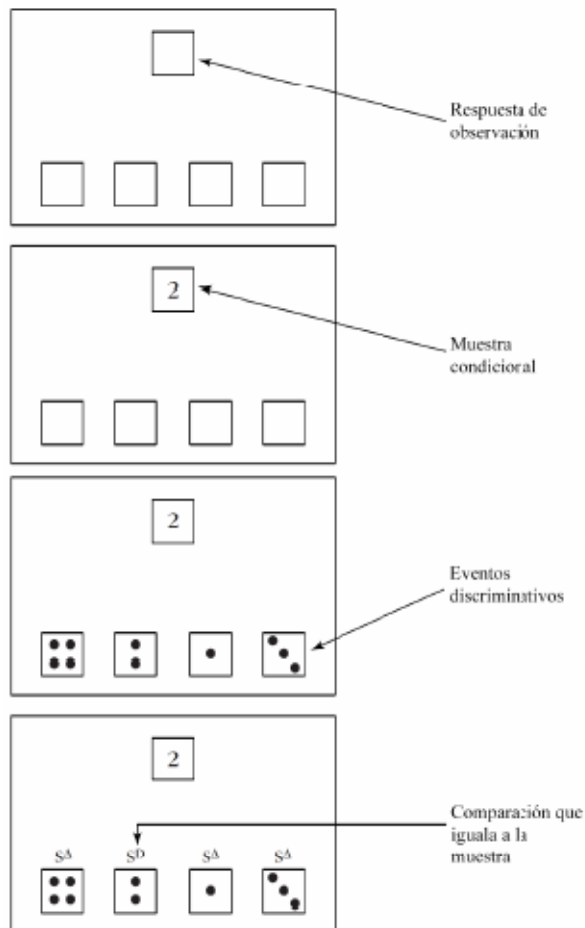 Respuesta de
observación
2
Muestra
condicioral
2
Eventos
discriminativos
2
Comparación que
iguala a la
muestra
S^Δ S^D S^Δ S^Δ